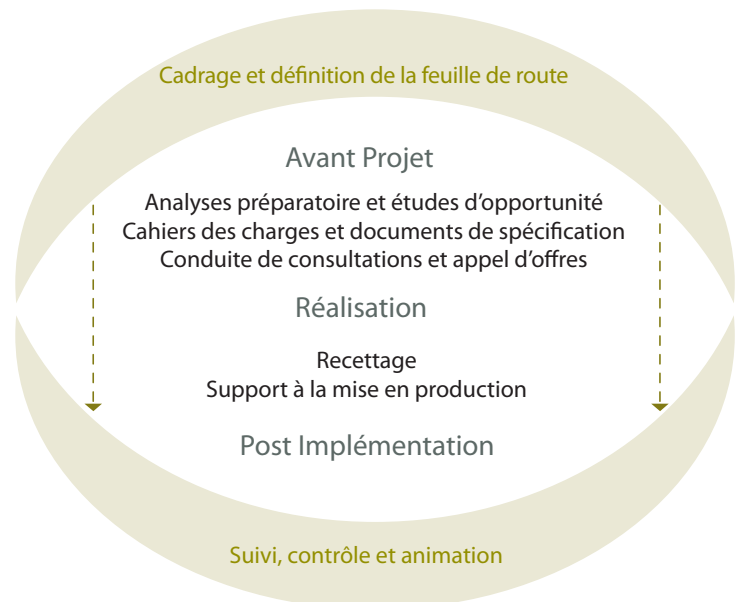 Cadrage et définition de la feuille de route
Avant Projet
Analyses préparatoire et études d’opportunité
Cahiers des charges et documents de spécification
Conduite de consultations et appel d’offres
Réalisation
Recettage
Support à la mise en production
Post Implémentation
Suivi, contrôle et animation